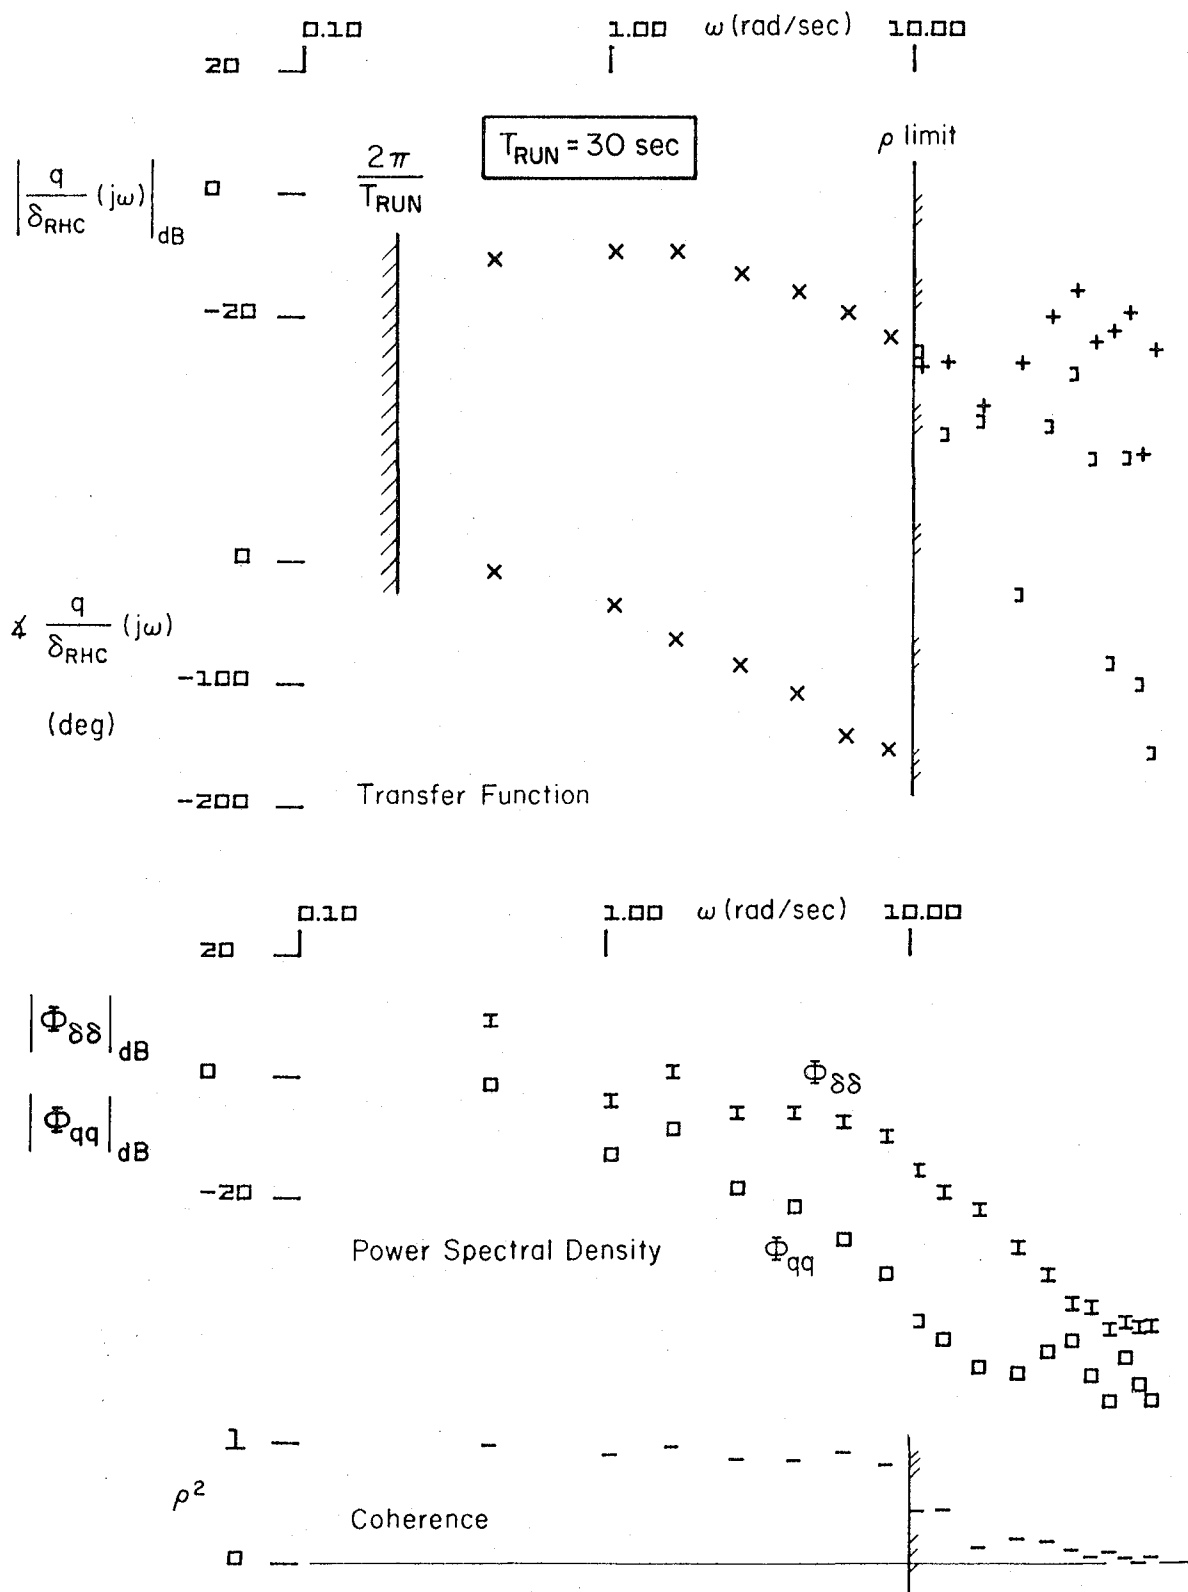 0.10 1.00 ω (rad/sec) 10.00
20
T_RUN = 30 sec
ρ limit
2π / T_RUN
| q / δ_RHC (jω) |_dB
0
-20
0
∡ q / δ_RHC (jω)
-100
(deg)
-200
Transfer Function
0.10 1.00 ω (rad/sec) 10.00
20
|Φ_δδ|_dB
0
Φ_δδ
|Φ_qq|_dB
-20
Power Spectral Density
Φ_qq
1
ρ²
Coherence
0